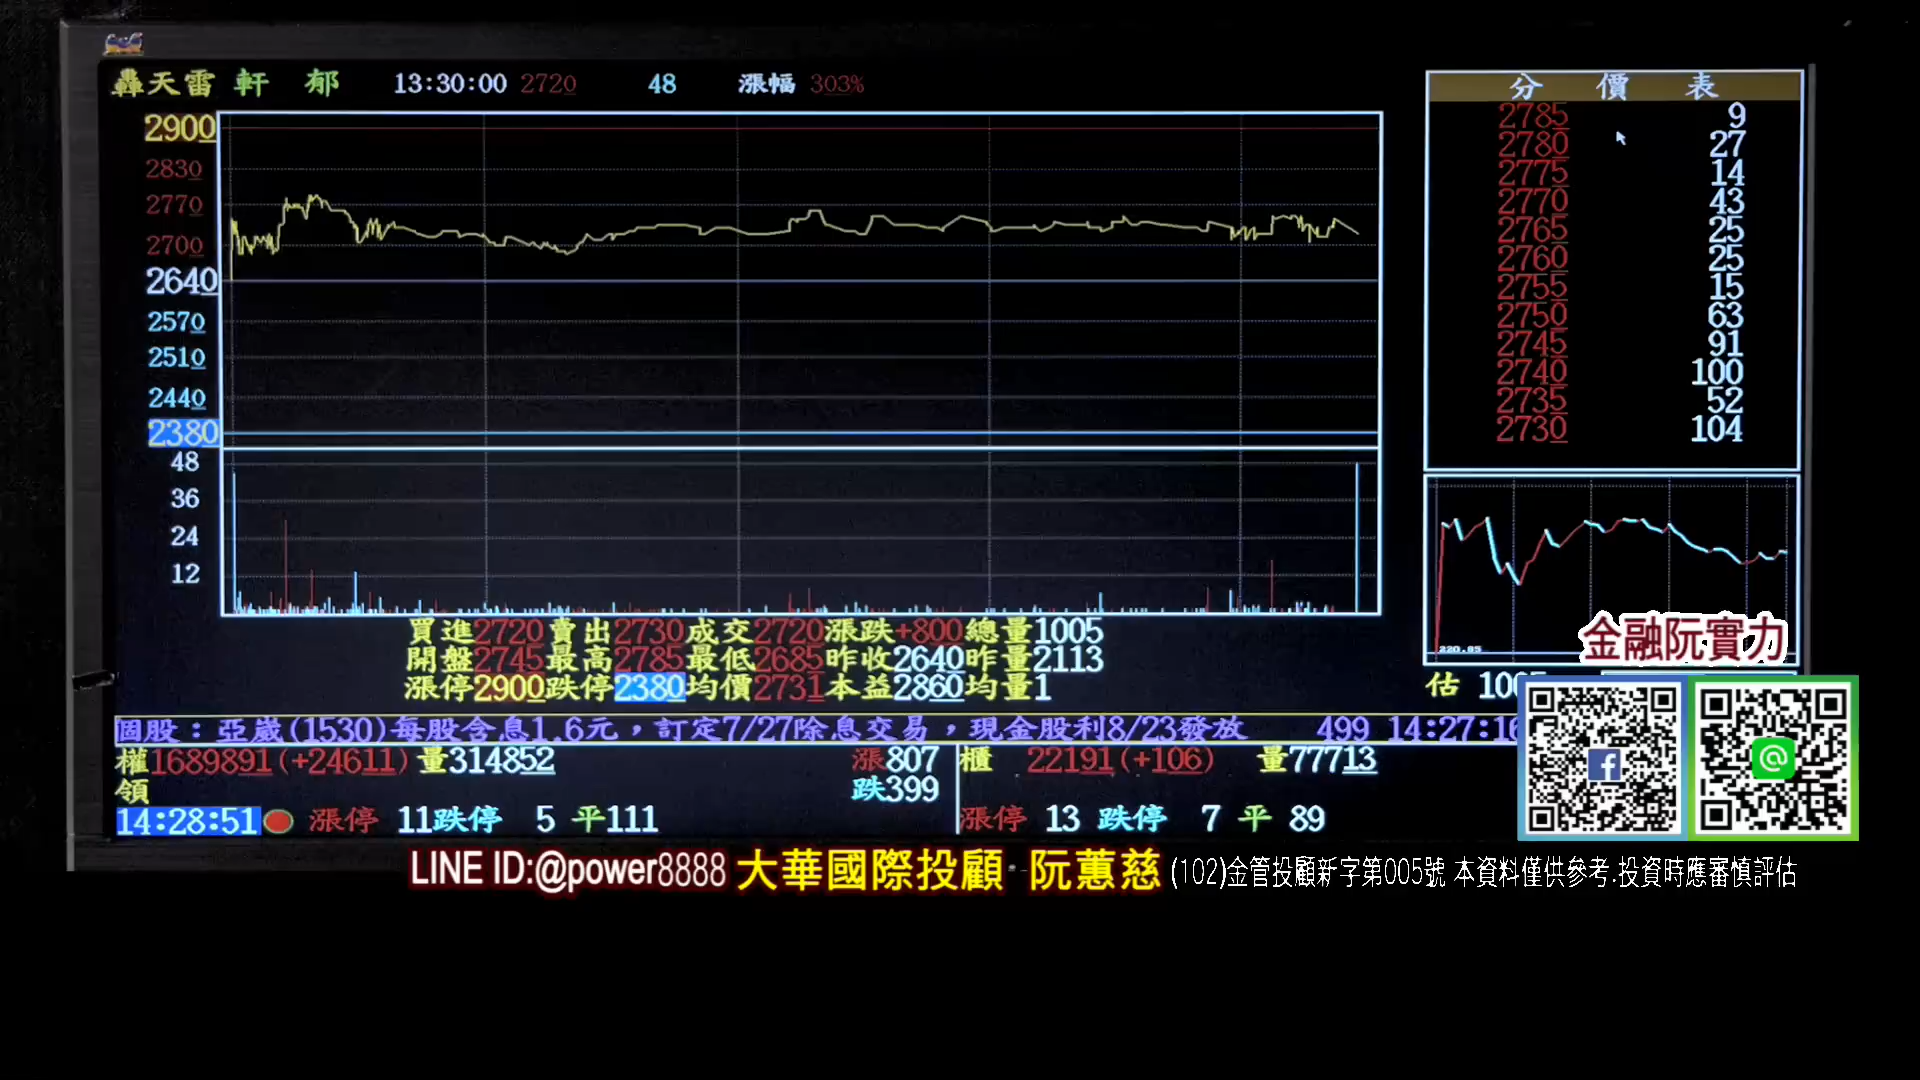 轟天雷 軒 郁 13:30:00 2720 48 漲幅 303%
2900
2830
2770
2700
2640
2570
2510
2440
2380
48
36
24
12
分 價 表
2785 9
2780 27
2775 14
2770 43
2765 25
2760 25
2755 15
2750 63
2745 91
2740 100
2735 52
2730 104
220.85
金融阮實力
買進2720賣出2730成交2720漲跌+800總量1005
開盤2745最高2785最低2685昨收2640昨量2113
漲停2900跌停2380均價2731本益2860均量1
估
個股：亞崴(1530)每股含息1.6元，訂定7/27除息交易，現金股利8/23發放 499 14:27:16
權1689891(+24611)量314852 漲807 櫃 22191(+106) 量77713
領 跌399
14:28:51 漲停 11跌停 5 平111 漲停 13 跌停 7 平 89
LINE ID:@power8888 大華國際投顧 阮蕙慈 (102)金管投顧新字第005號 本資料僅供參考.投資時應審慎評估